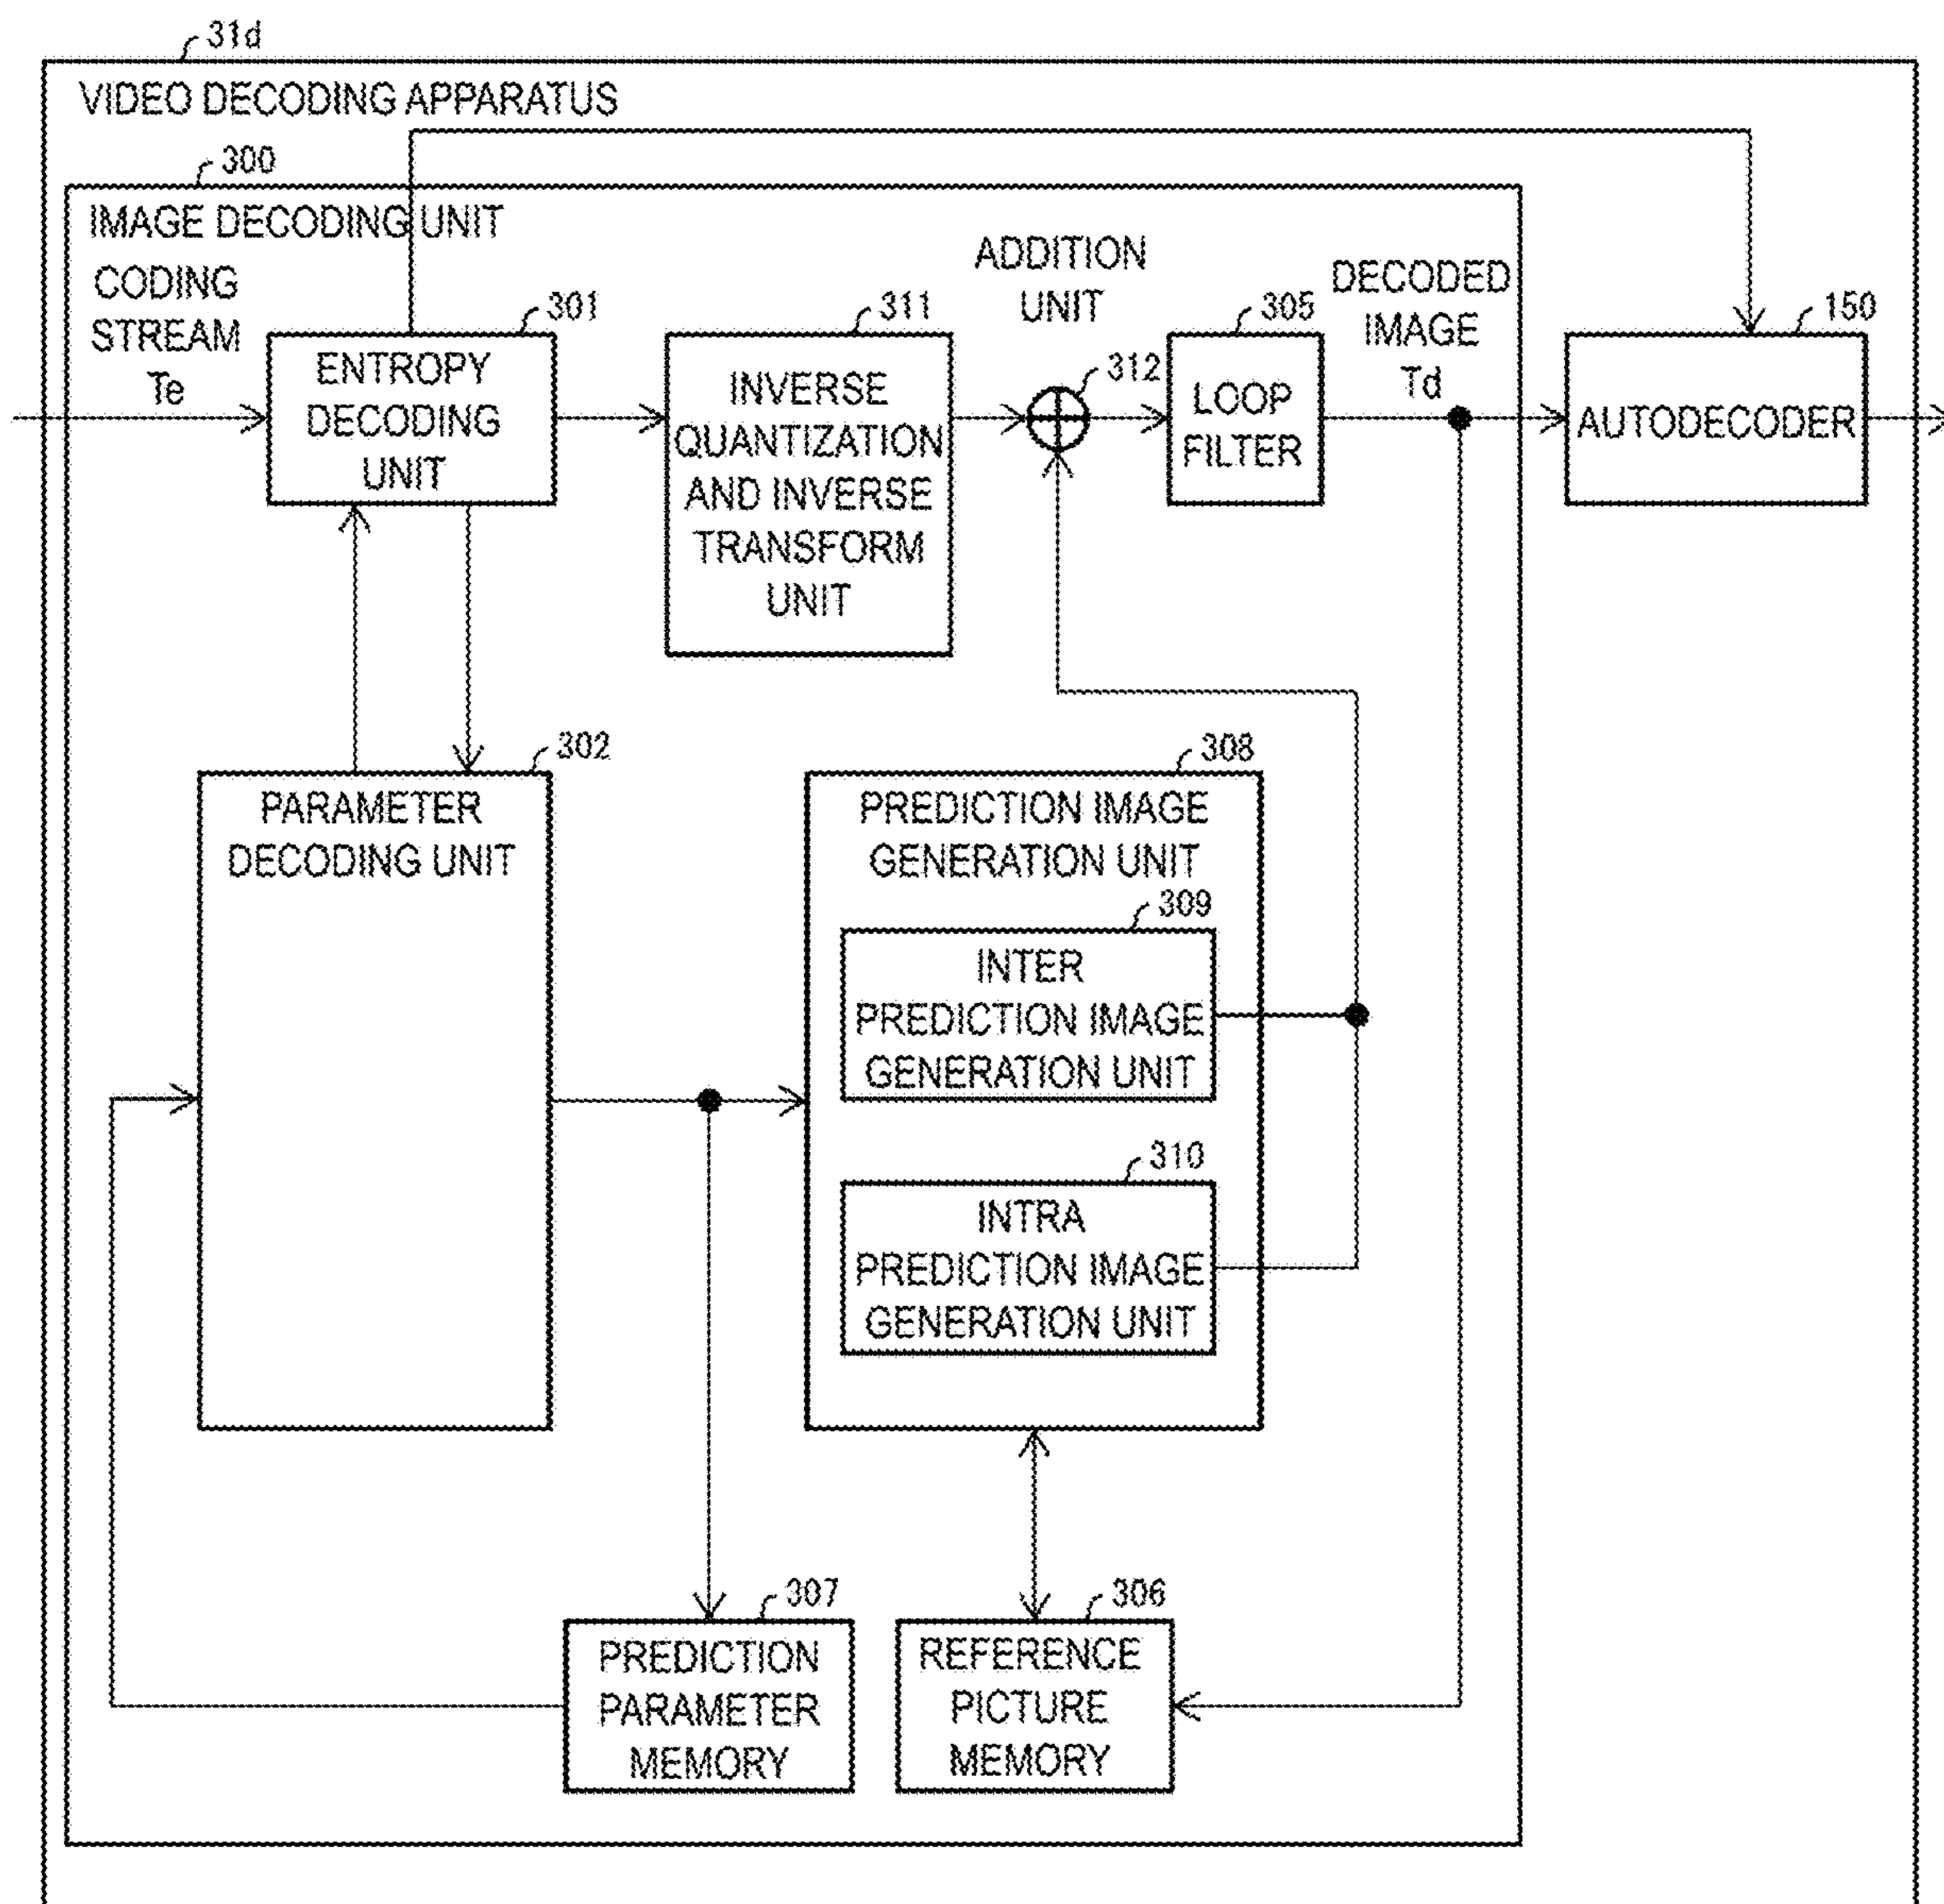 31d
VIDEO DECODING APPARATUS
300
IMAGE DECODING UNIT
CODING
STREAM
Te
301
ENTROPY
DECODING
UNIT
311
INVERSE
QUANTIZATION
AND INVERSE
TRANSFORM
UNIT
ADDITION
UNIT
312
305
LOOP
FILTER
DECODED
IMAGE
Td
150
AUTODECODER
302
PARAMETER
DECODING UNIT
308
PREDICTION IMAGE
GENERATION UNIT
309
INTER
PREDICTION IMAGE
GENERATION UNIT
310
INTRA
PREDICTION IMAGE
GENERATION UNIT
307
PREDICTION
PARAMETER
MEMORY
306
REFERENCE
PICTURE
MEMORY